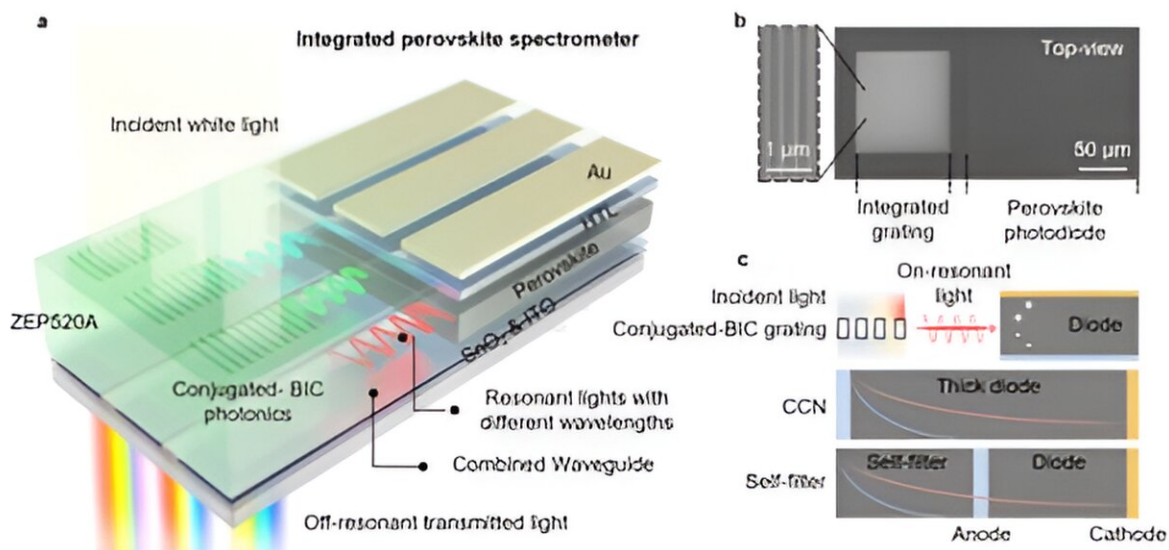 a
Integrated perovskite spectrometer
Incident white light
Au
Perovskite
SnO₂ & ITO
ZEP520A
Conjugated- BIC
photonics
Resonant lights with
different wavelengths
Combined Waveguide
Off-resonant transmitted light
b
Top-view
1 μm
50 μm
Integrated
grating
Perovskite
photodiode
c
On-resonant
light
Incident light
Conjugated-BIC grating
Diode
CCN
Thick diode
Self-filter
Self-filter
Diode
Anode
Cathode